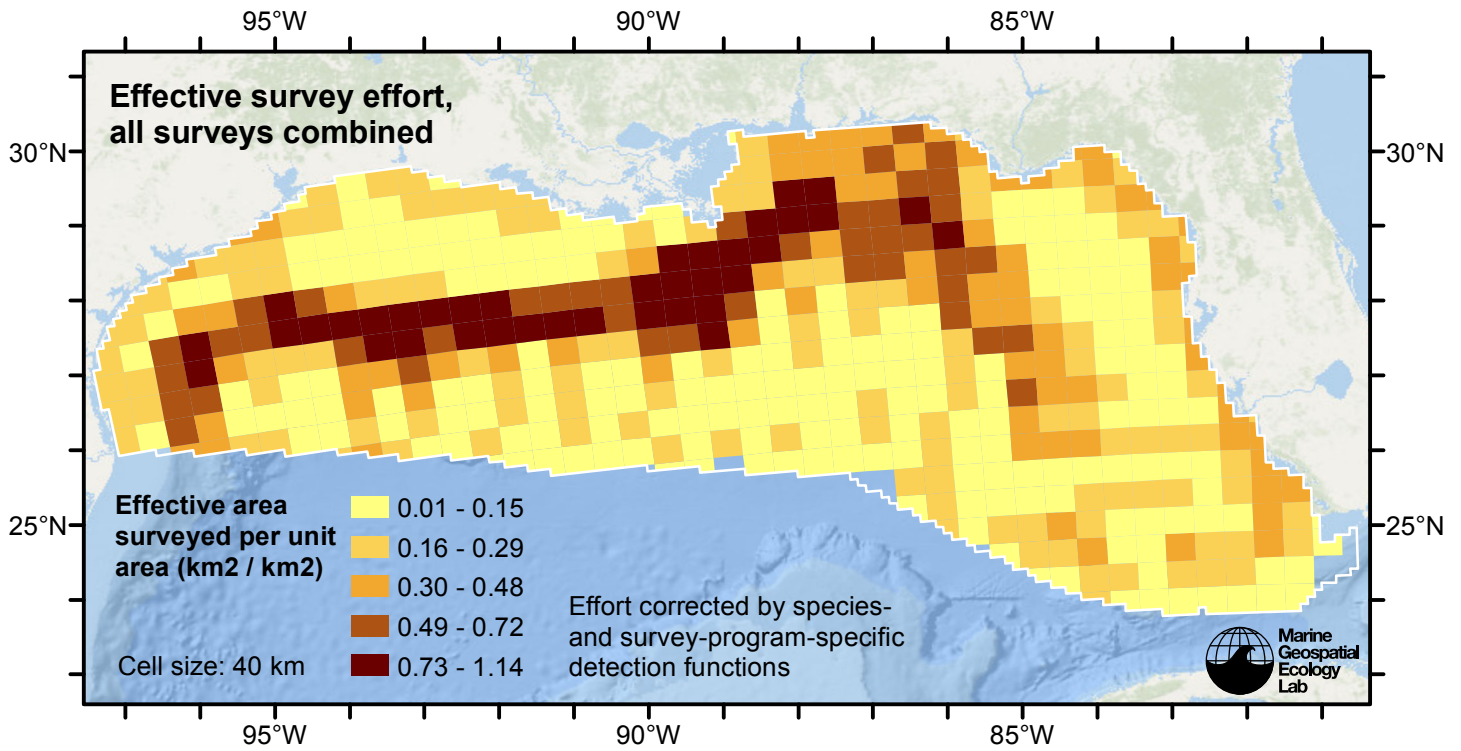 95°W
90°W
85°W
Effective survey effort,
all surveys combined
30°N
30°N
25°N
25°N
Effective area
surveyed per unit
area (km2 / km2)
0.01 - 0.15
0.16 - 0.29
0.30 - 0.48
0.49 - 0.72
0.73 - 1.14
Cell size: 40 km
Effort corrected by species-
and survey-program-specific
detection functions
Marine
Geospatial
Ecology
Lab
95°W
90°W
85°W